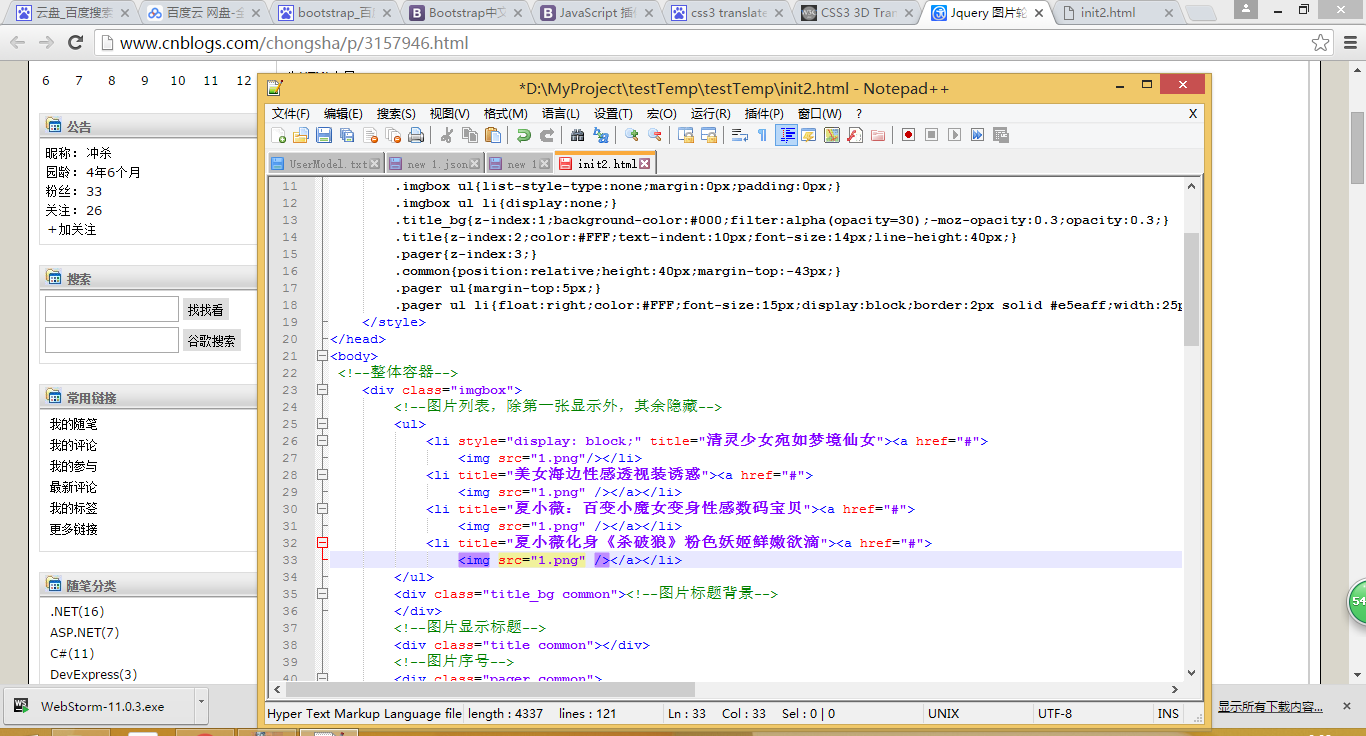 云盘_百度搜索
百度云 网盘-全
bootstrap_百度
Bootstrap中文
JavaScript 插件
css3 translate
CSS3 3D Tran
Jquery 图片轮
init2.html
www.cnblogs.com/chongsha/p/3157946.html
6 7 8 9 10 11 12
公告
昵称：冲杀
园龄：4年6个月
粉丝：33
关注：26
+加关注
搜索
找找看
谷歌搜索
常用链接
我的随笔
我的评论
我的参与
最新评论
我的标签
更多链接
随笔分类
.NET(16)
ASP.NET(7)
C#(11)
DevExpress(3)
*D:\MyProject\testTemp\testTemp\init2.html - Notepad++
文件(F) 编辑(E) 搜索(S) 视图(V) 格式(M) 语言(L) 设置(T) 宏(O) 运行(R) 插件(P) 窗口(W) ? X
UserModel.txt new 1.json new 1 init2.html
11 .imgbox ul{list-style-type:none;margin:0px;padding:0px;}
12 .imgbox ul li{display:none;}
13 .title_bg{z-index:1;background-color:#000;filter:alpha(opacity=30);-moz-opacity:0.3;opacity:0.3;}
14 .title{z-index:2;color:#FFF;text-indent:10px;font-size:14px;line-height:40px;}
15 .pager{z-index:3;}
16 .common{position:relative;height:40px;margin-top:-43px;}
17 .pager ul{margin-top:5px;}
18 .pager ul li{float:right;color:#FFF;font-size:15px;display:block;border:2px solid #e5eaff;width:25p
19 </style>
20 </head>
21 <body>
22 <!--整体容器-->
23 <div class="imgbox">
24 <!--图片列表，除第一张显示外，其余隐藏-->
25 <ul>
26 <li style="display: block;" title="清灵少女宛如梦境仙女"><a href="#">
27 <img src="1.png"/></li>
28 <li title="美女海边性感透视装诱惑"><a href="#">
29 <img src="1.png" /></a></li>
30 <li title="夏小薇：百变小魔女变身性感数码宝贝"><a href="#">
31 <img src="1.png" /></a></li>
32 <li title="夏小薇化身《杀破狼》粉色妖姬鲜嫩欲滴"><a href="#">
33 <img src="1.png" /></a></li>
34 </ul>
35 <div class="title_bg common"><!--图片标题背景-->
36 </div>
37 <!--图片显示标题-->
38 <div class="title common"></div>
39 <!--图片序号-->
40 <div class="pager common">
Hyper Text Markup Language file length : 4337 lines : 121 Ln : 33 Col : 33 Sel : 0 | 0 UNIX UTF-8 INS
54
WebStorm-11.0.3.exe
显示所有下载内容...